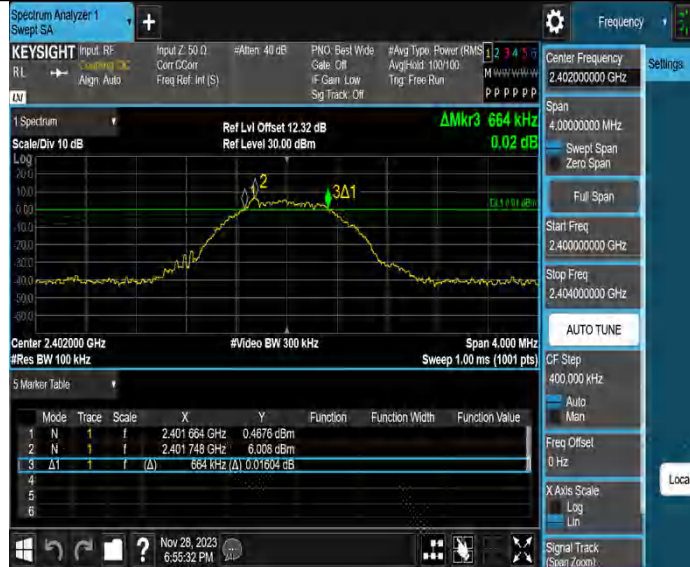 Spectrum Analyzer 1
Swept SA
+
Frequency
KEYSIGHT Input: RF Input Z: 50 Ω #Atten: 40 dB PNO: Best Wide #Avg Type: Power (RMS 1 2 3 4 5 6
RL Coupling: DC Corr CCorr Gate: Off Avg|Hold: 100/100 M W W W W W
Align: Auto Freq Ref: Int (S) IF Gain: Low Trig: Free Run P P P P P P
Sig Track: Off
LXI
1 Spectrum
Scale/Div 10 dB
Ref Lvl Offset 12.32 dB
Ref Level 30.00 dBm
ΔMkr3 664 kHz
0.02 dB
Log
20.0
10.0
0.00
2
3Δ1
Center 2.402000 GHz #Video BW 300 kHz Span 4.000 MHz
#Res BW 100 kHz Sweep 1.00 ms (1001 pts)
5 Marker Table
Mode Trace Scale X Y Function Function Width Function Value
1 N 1 f 2.401 664 GHz 0.4676 dBm
2 N 1 f 2.401 748 GHz 6.008 dBm
3 Δ1 1 f (Δ) 664 kHz (Δ) 0.01604 dB
4
5
6
? Nov 28, 2023
6:55:32 PM
Center Frequency
2.402000000 GHz
Settings
Span
4.00000000 MHz
Swept Span
Zero Span
Full Span
Start Freq
2.400000000 GHz
Stop Freq
2.404000000 GHz
AUTO TUNE
CF Step
400.000 kHz
Auto
Man
Freq Offset
0 Hz
X Axis Scale
Log
Lin
Loca
Signal Track
(Span Zoom)